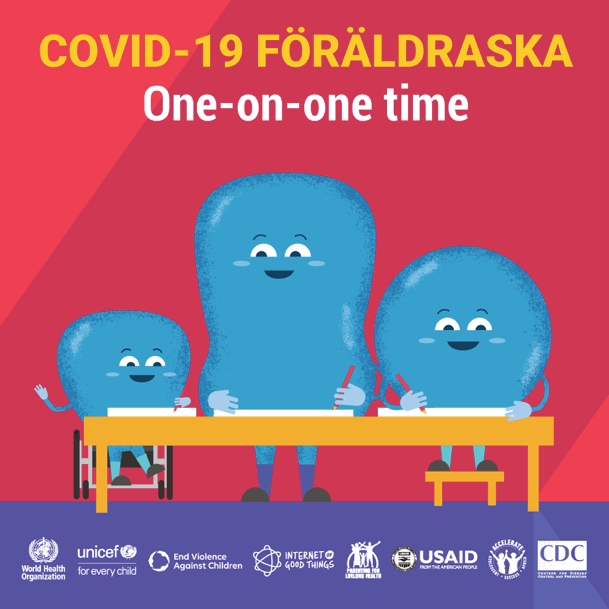 COVID-19 FÖRÄLDRASKA
One-on-one time
World Health
Organization
unicef
for every child
End Violence
Against Children
INTERNET OF
GOOD THINGS
PARENTING FOR
LIFELONG HEALTH
USAID
FROM THE AMERICAN PEOPLE
ACCELERATE
CDC
CENTERS FOR DISEASE
CONTROL AND PREVENTION